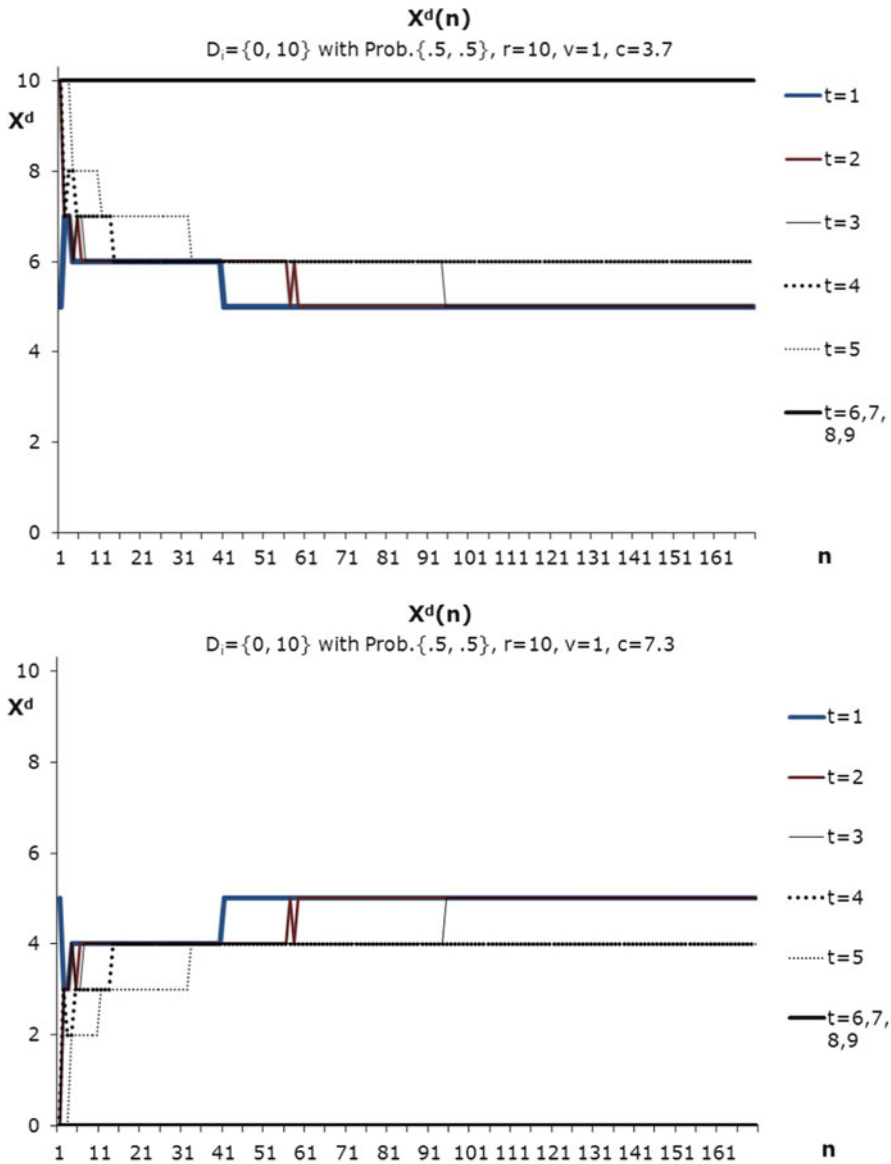 Xᵈ(n)
Dᵢ={0, 10} with Prob.{.5, .5}, r=10, v=1, c=3.7
Xᵈ
10
8
6
4
2
0
1 11 21 31 41 51 61 71 81 91 101 111 121 131 141 151 161
n
t=1
t=2
t=3
t=4
t=5
t=6,7,
8,9
Xᵈ(n)
Dᵢ={0, 10} with Prob.{.5, .5}, r=10, v=1, c=7.3
Xᵈ
10
8
6
4
2
0
1 11 21 31 41 51 61 71 81 91 101 111 121 131 141 151 161
n
t=1
t=2
t=3
t=4
t=5
t=6,7,
8,9